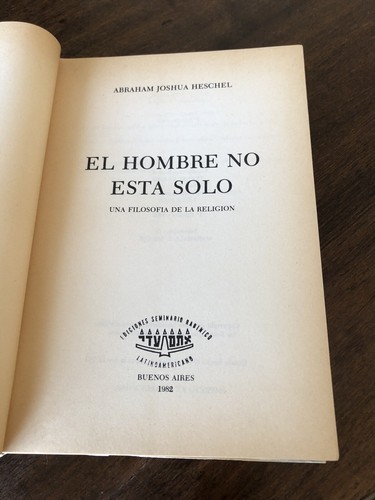 ABRAHAM JOSHUA HESCHEL
EL HOMBRE NO
ESTA SOLO
UNA FILOSOFIA DE LA RELIGION
EDICIONES SEMINARIO RABINICO
LATINOAMERICANO
BUENOS AIRES
1982